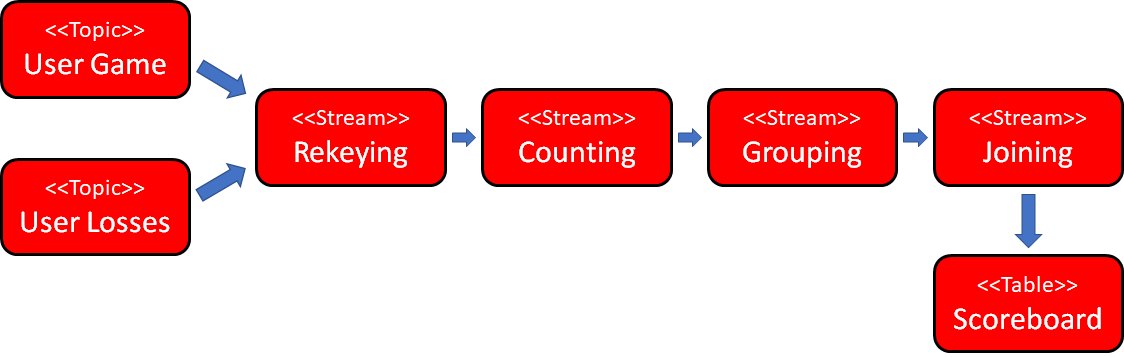 <<Topic>>
User Game
<<Topic>>
User Losses
<<Stream>>
Rekeying
<<Stream>>
Counting
<<Stream>>
Grouping
<<Stream>>
Joining
<<Table>>
Scoreboard